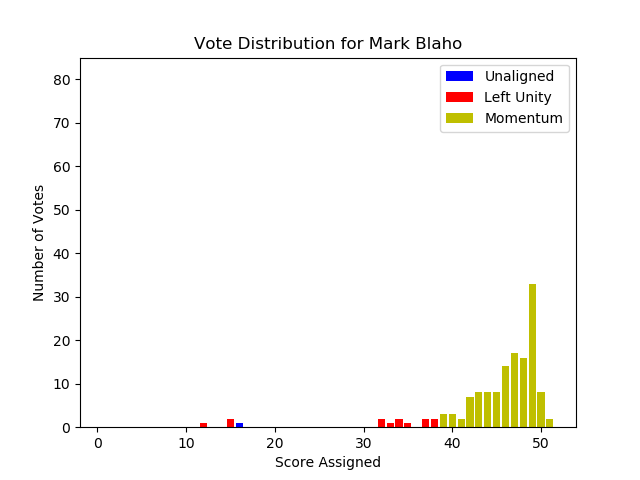 Vote Distribution for Mark Blaho
Unaligned
Left Unity
Momentum
Number of Votes
80
70
60
50
40
30
20
10
0
0 10 20 30 40 50
Score Assigned